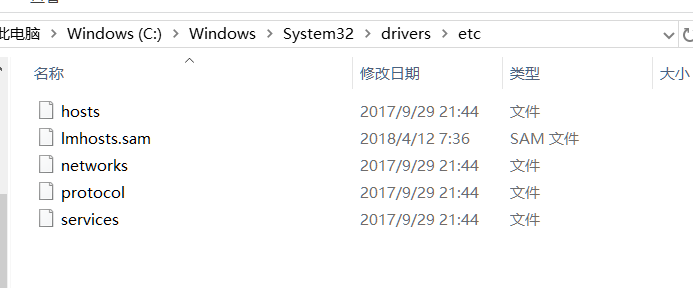 此电脑 > Windows (C:) > Windows > System32 > drivers > etc
名称 修改日期 类型 大小
hosts 2017/9/29 21:44 文件
lmhosts.sam 2018/4/12 7:36 SAM 文件
networks 2017/9/29 21:44 文件
protocol 2017/9/29 21:44 文件
services 2017/9/29 21:44 文件